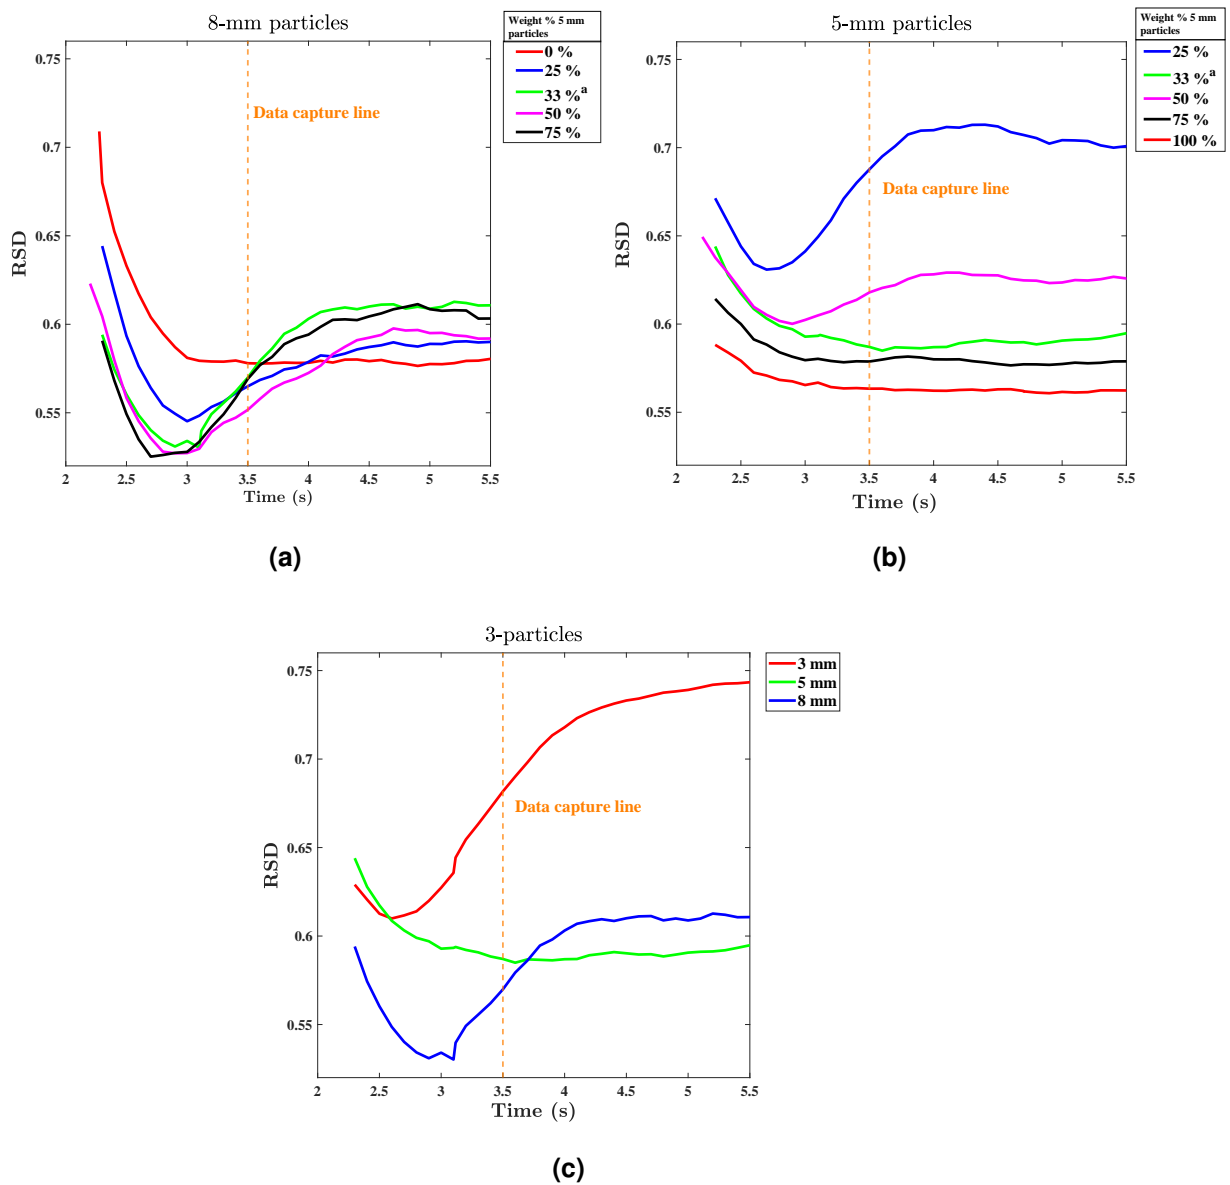 8-mm particles
Weight % 5 mm
particles
0 %
25 %
33 %a
50 %
75 %
Data capture line
RSD
0.75
0.7
0.65
0.6
0.55
2 2.5 3 3.5 4 4.5 5 5.5
Time (s)
(a)
5-mm particles
Weight % 5 mm
particles
25 %
33 %a
50 %
75 %
100 %
Data capture line
RSD
0.75
0.7
0.65
0.6
0.55
2 2.5 3 3.5 4 4.5 5 5.5
Time (s)
(b)
3-particles
3 mm
5 mm
8 mm
Data capture line
RSD
0.75
0.7
0.65
0.6
0.55
2 2.5 3 3.5 4 4.5 5 5.5
Time (s)
(c)